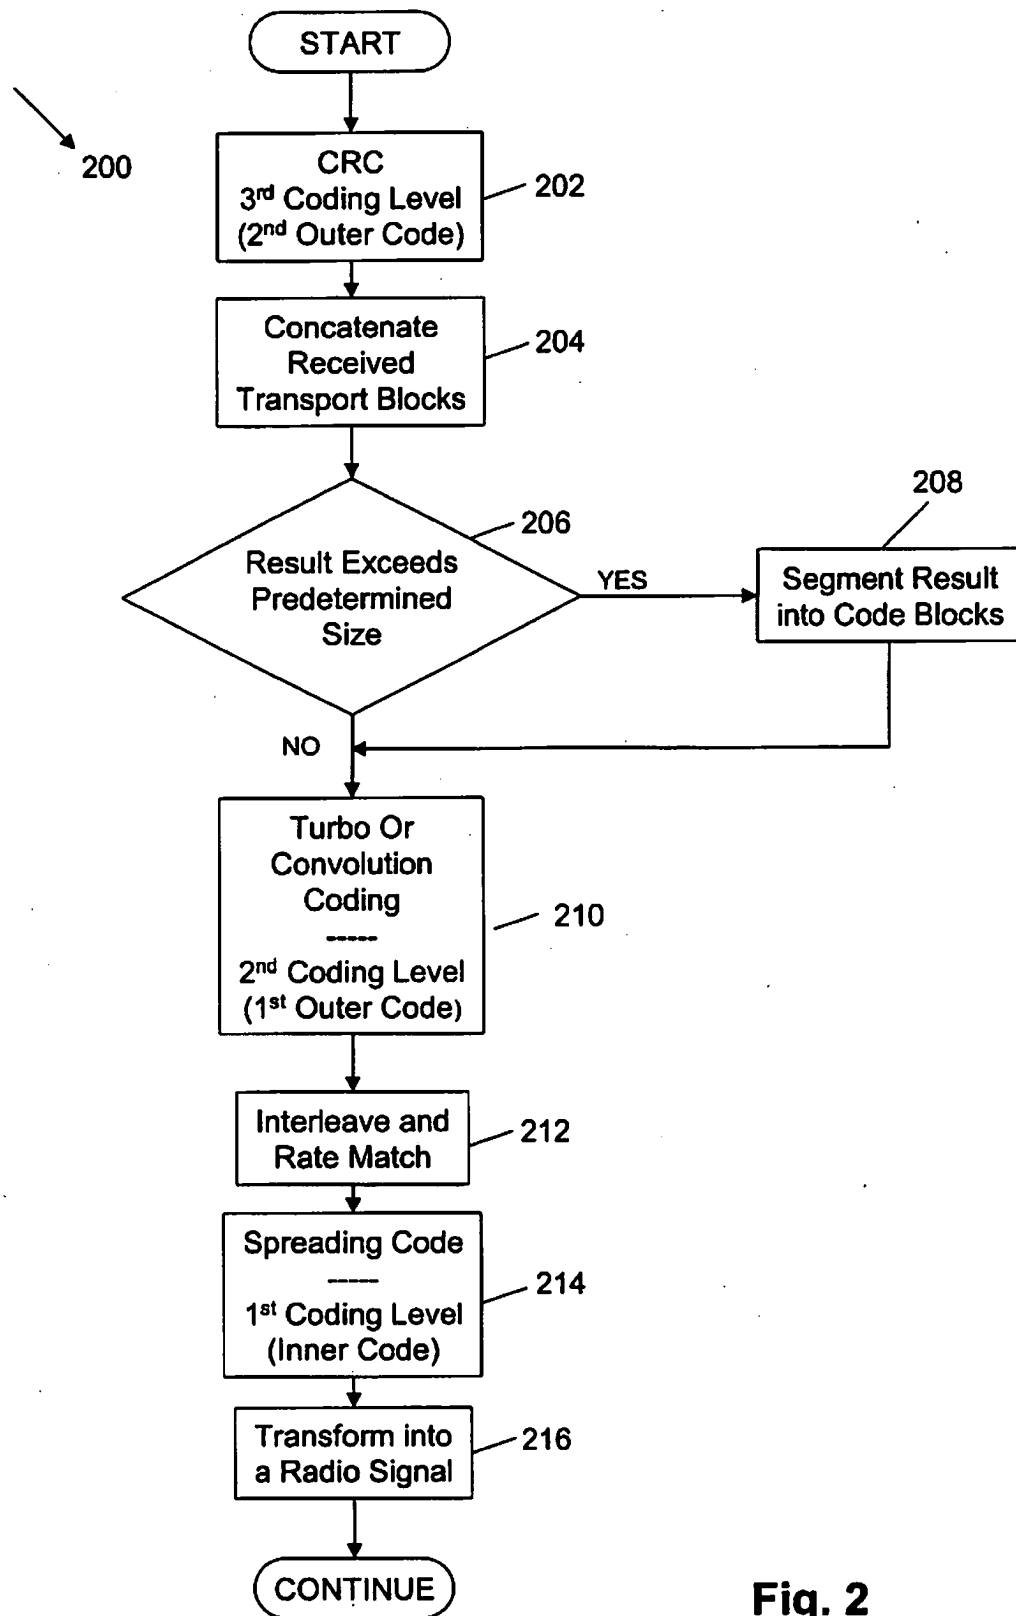 START
200
CRC
3rd Coding Level
(2nd Outer Code)
202
Concatenate
Received
Transport Blocks
204
206
Result Exceeds
Predetermined
Size
YES
208
Segment Result
into Code Blocks
NO
Turbo Or
Convolution
Coding
-----
2nd Coding Level
(1st Outer Code)
210
Interleave and
Rate Match
212
Spreading Code
-----
1st Coding Level
(Inner Code)
214
Transform into
a Radio Signal
216
CONTINUE
Fig. 2